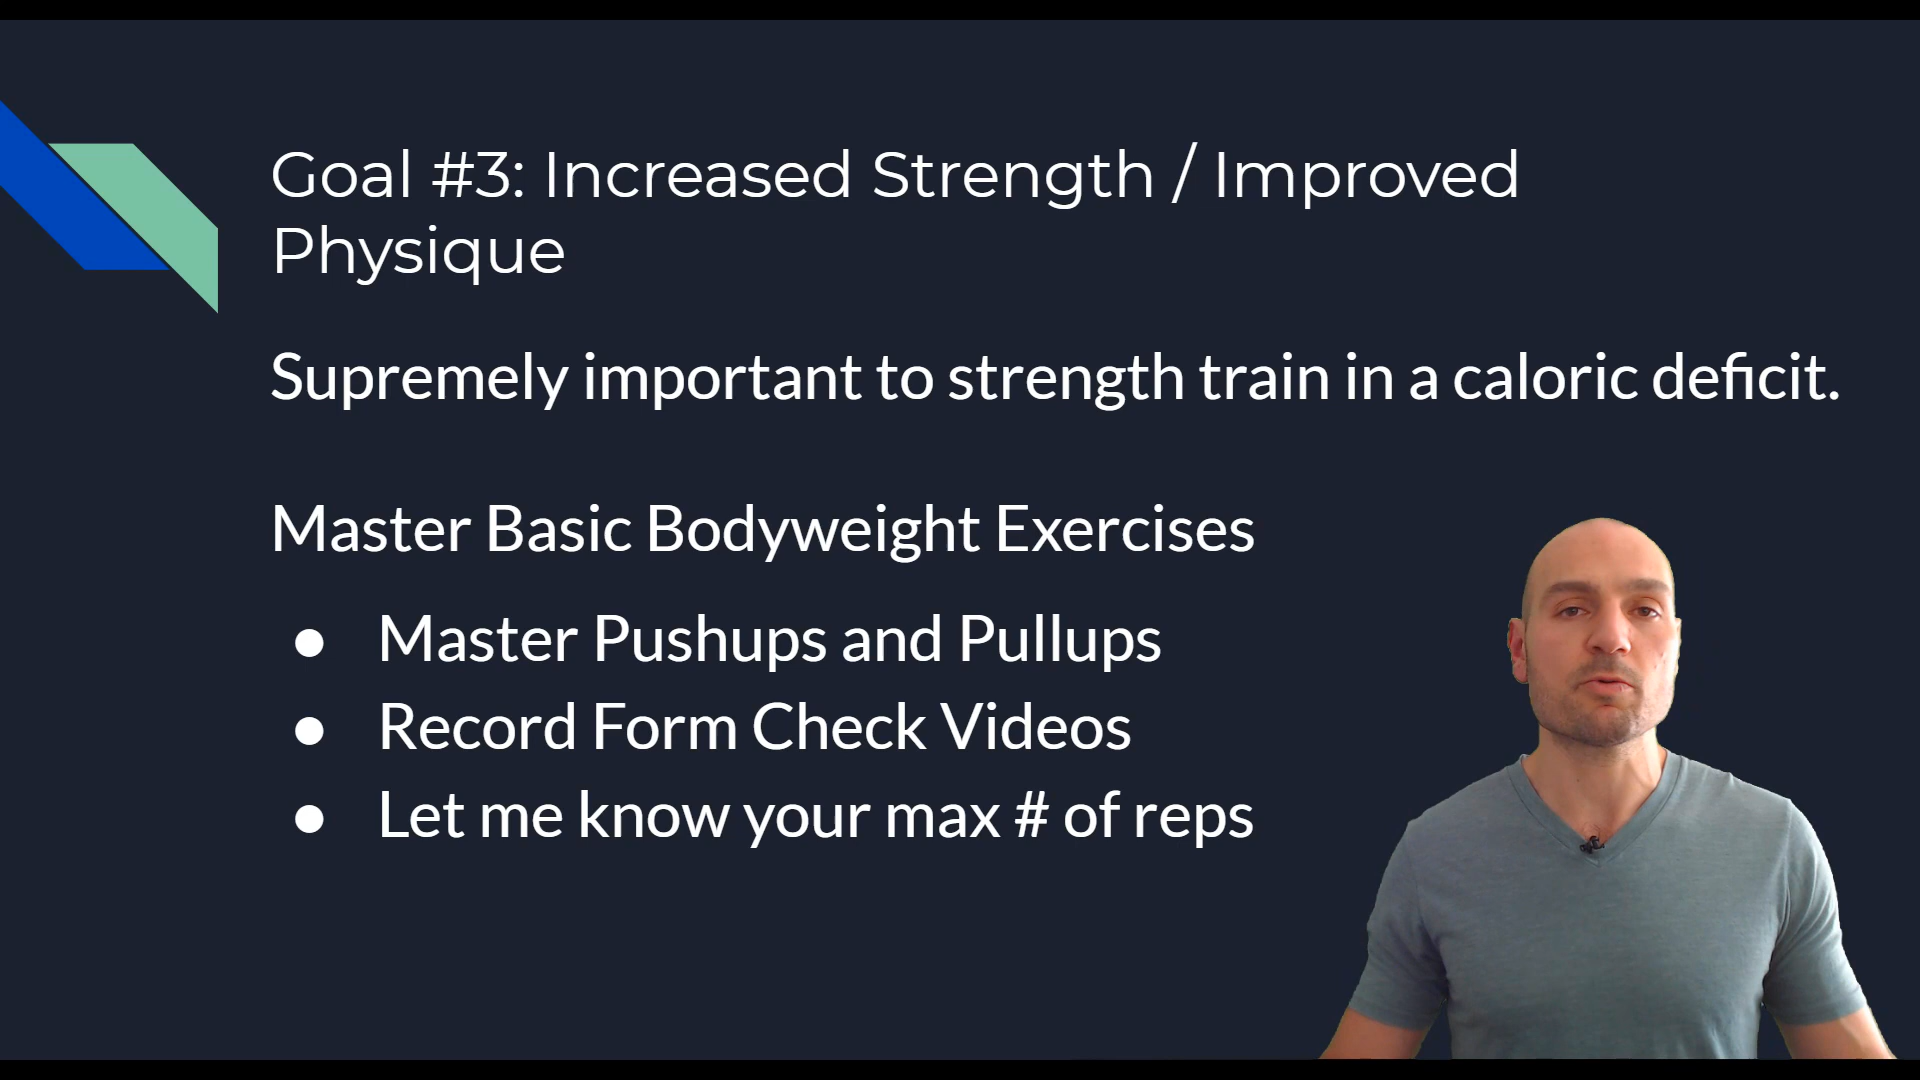 Goal #3: Increased Strength / Improved
Physique
Supremely important to strength train in a caloric deficit.
Master Basic Bodyweight Exercises
● Master Pushups and Pullups
● Record Form Check Videos
● Let me know your max # of reps